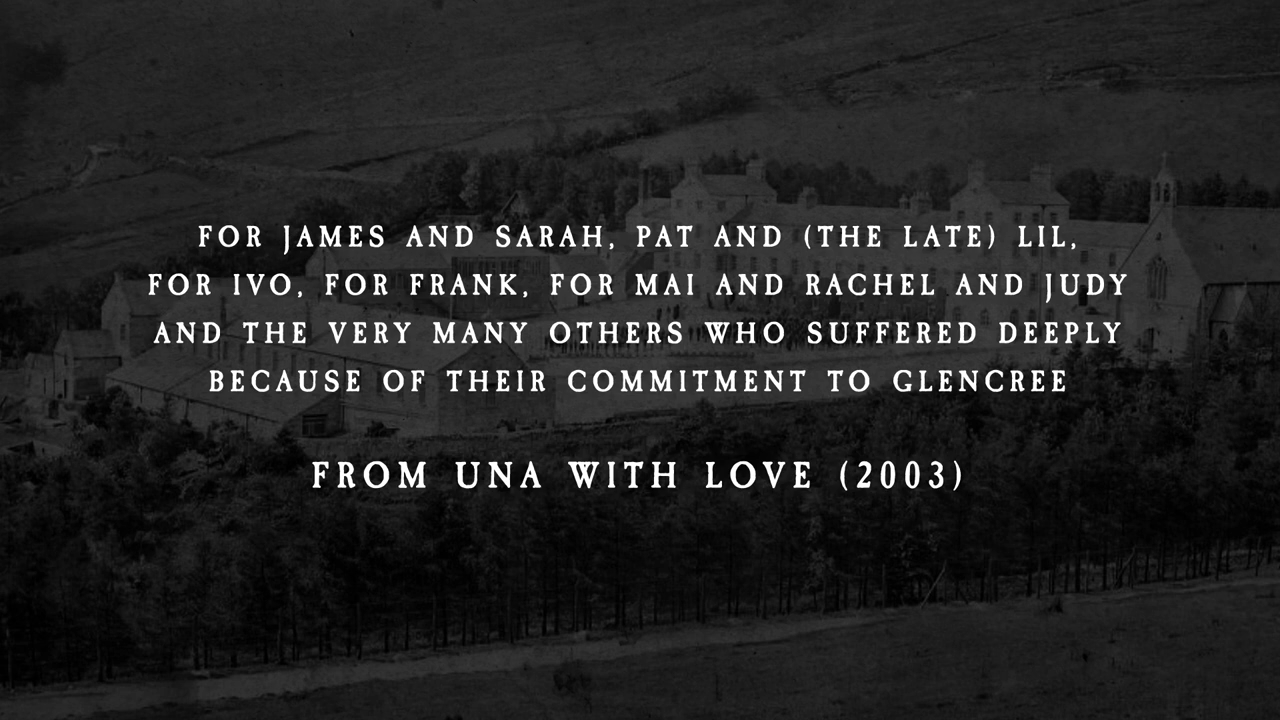 FOR JAMES AND SARAH, PAT AND (THE LATE) LIL,
FOR IVO, FOR FRANK, FOR MAI AND RACHEL AND JUDY
AND THE VERY MANY OTHERS WHO SUFFERED DEEPLY
BECAUSE OF THEIR COMMITMENT TO GLENCREE
FROM UNA WITH LOVE (2003)